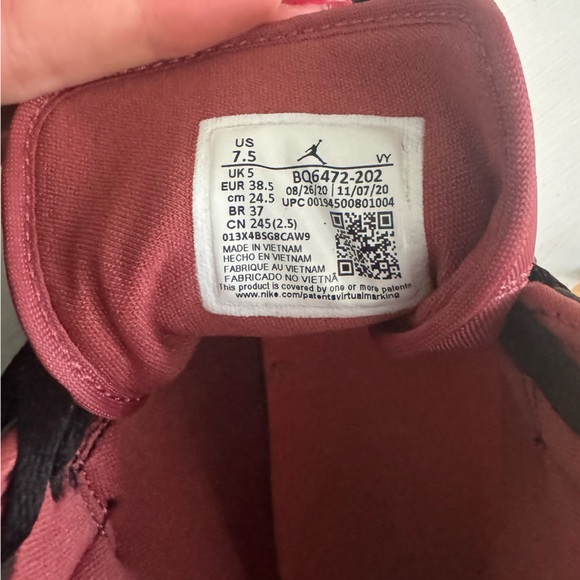 US
7.5 VY
UK 5 BQ6472-202
EUR 38.5 08/26/20 | 11/07/20
cm 24.5 UPC 00194500801004
BR 37
CN 245(2.5)
013X4BSG8CAW9
MADE IN VIETNAM
HECHO EN VIETNAM
FABRIQUE AU VIETNAM
FABRICADO NO VIETNÃ
This product is covered by one or more patents
www.nike.com/patentsvirtualmarking